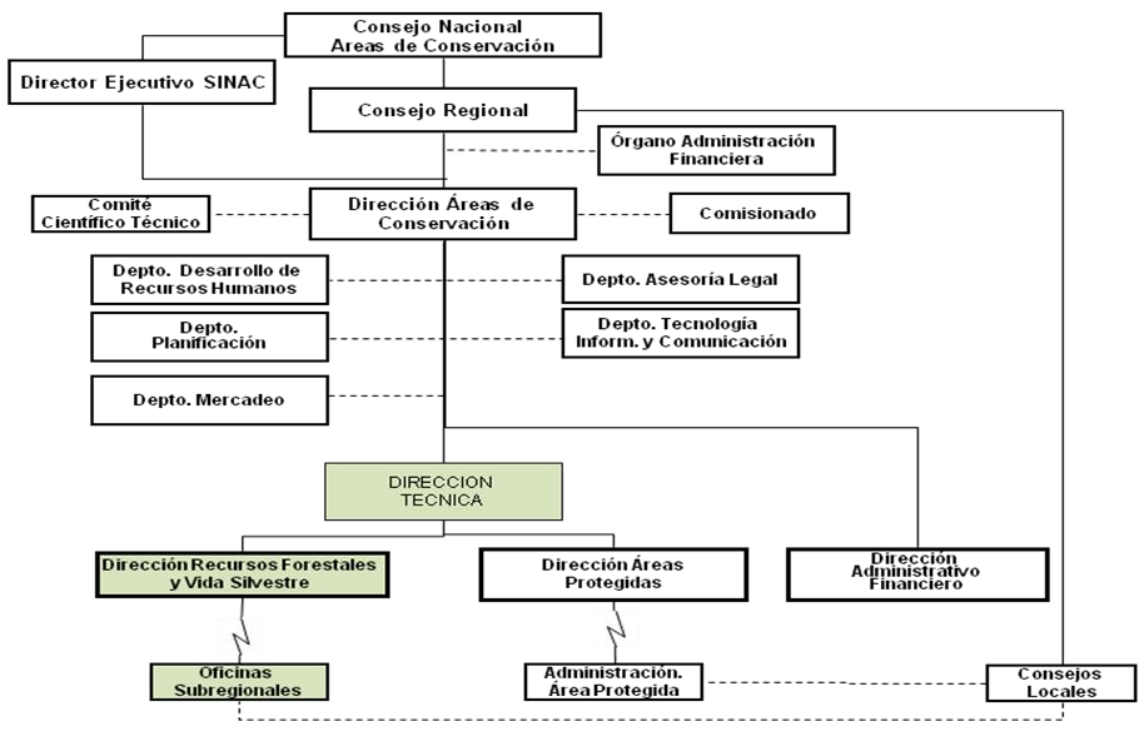 Consejo Nacional
Areas de Conservación
Director Ejecutivo SINAC
Consejo Regional
Órgano Administración
Financiera
Comité
Científico Técnico
Dirección Áreas de
Conservación
Comisionado
Depto. Desarrollo de
Recursos Humanos
Depto. Asesoría Legal
Depto.
Planificación
Depto. Tecnología
Inform. y Comunicación
Depto. Mercadeo
DIRECCION
TECNICA
Dirección Recursos Forestales
y Vida Silvestre
Dirección Áreas
Protegidas
Dirección
Administrativo
Financiero
Oficinas
Subregionales
Administración.
Área Protegida
Consejos
Locales